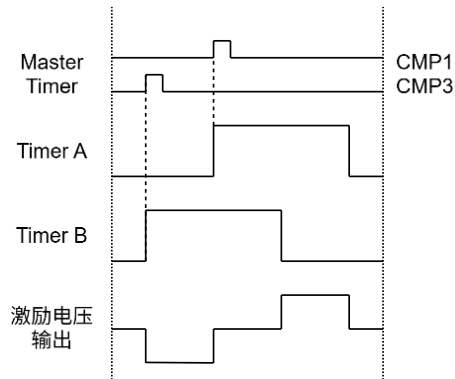 Master
Timer
CMP1
CMP3
Timer A
Timer B
激励电压
输出